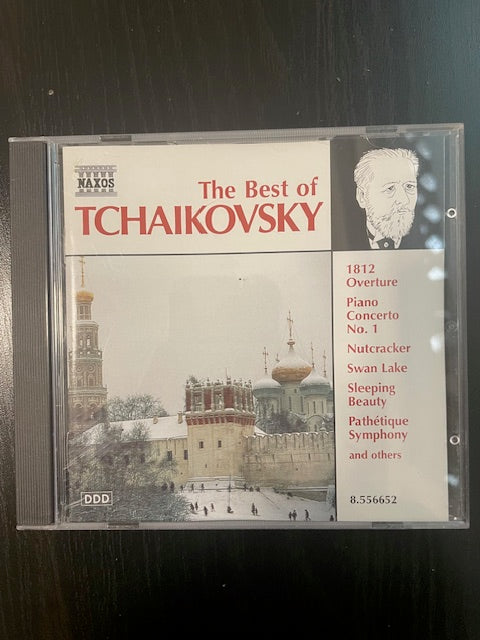 NAXOS
The Best of
TCHAIKOVSKY
1812
Overture
Piano
Concerto
No. 1
Nutcracker
Swan Lake
Sleeping
Beauty
Pathétique
Symphony
and others
DDD
8.556652